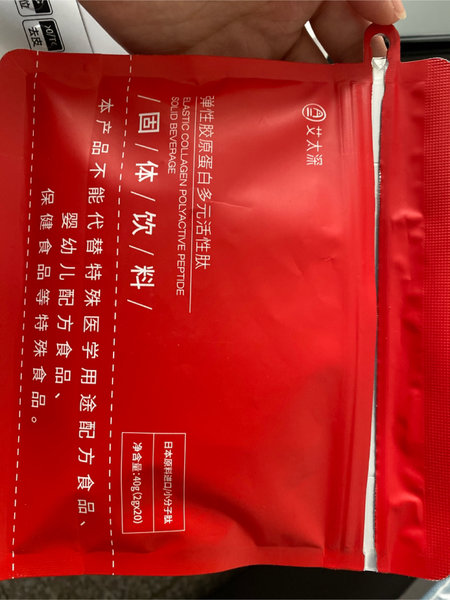 艾太深
弹性胶原蛋白多元活性肽
ELASTIC COLLAGEN POLYACTIVE PEPTIDE
SOLID BEVERAGE
/固/体/饮/料/
日本原料进口/小分子肽
净含量:40g(2gx20)
本产品不能代替特殊医学用途配方食品、
婴幼儿配方食品、
保健食品等特殊食品。
去皮